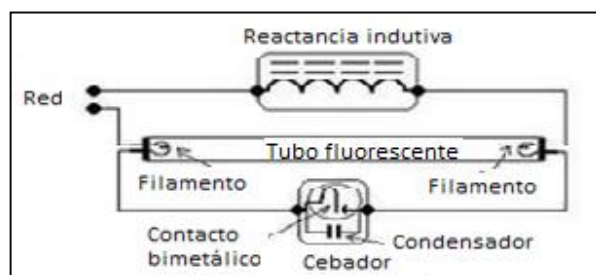 Reactancia indutiva
Red
Tubo fluorescente
Filamento
Filamento
Contacto
bimetálico
Condensador
Cebador